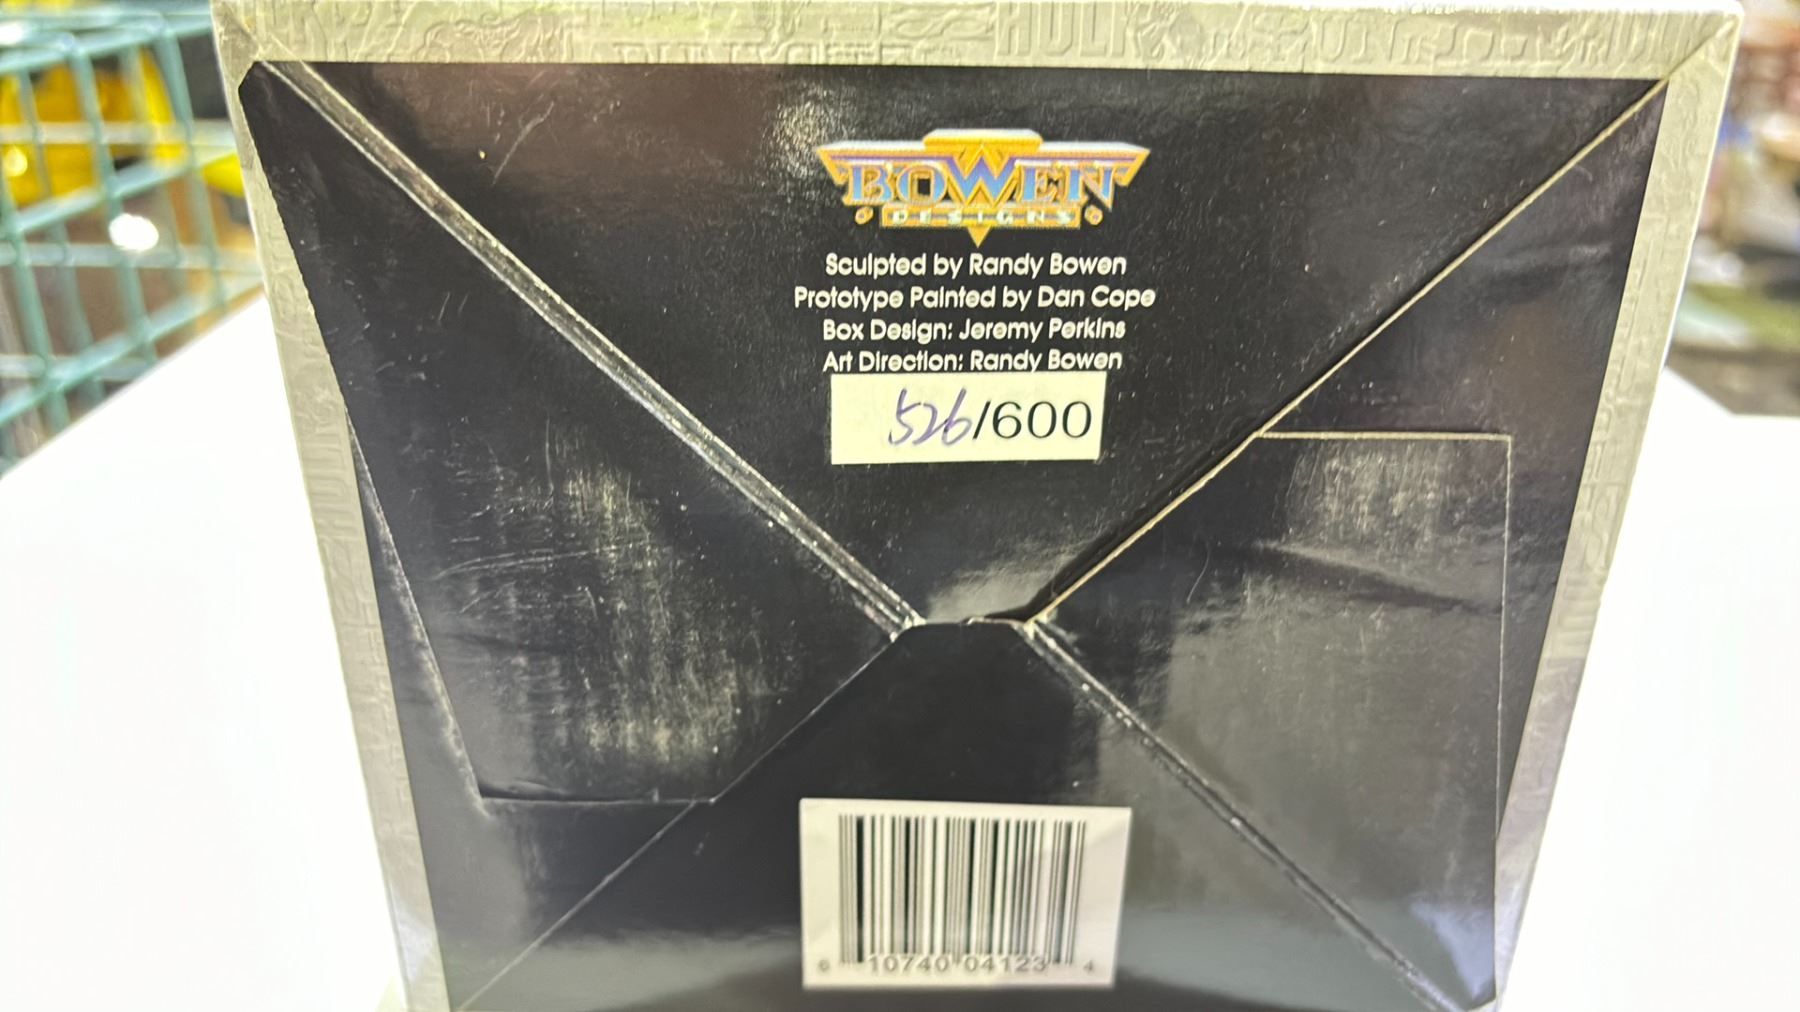 HULK
BOWEN
DESIGNS
Sculpted by Randy Bowen
Prototype Painted by Dan Cope
Box Design: Jeremy Perkins
Art Direction: Randy Bowen
526/600
6 10740 04123 4